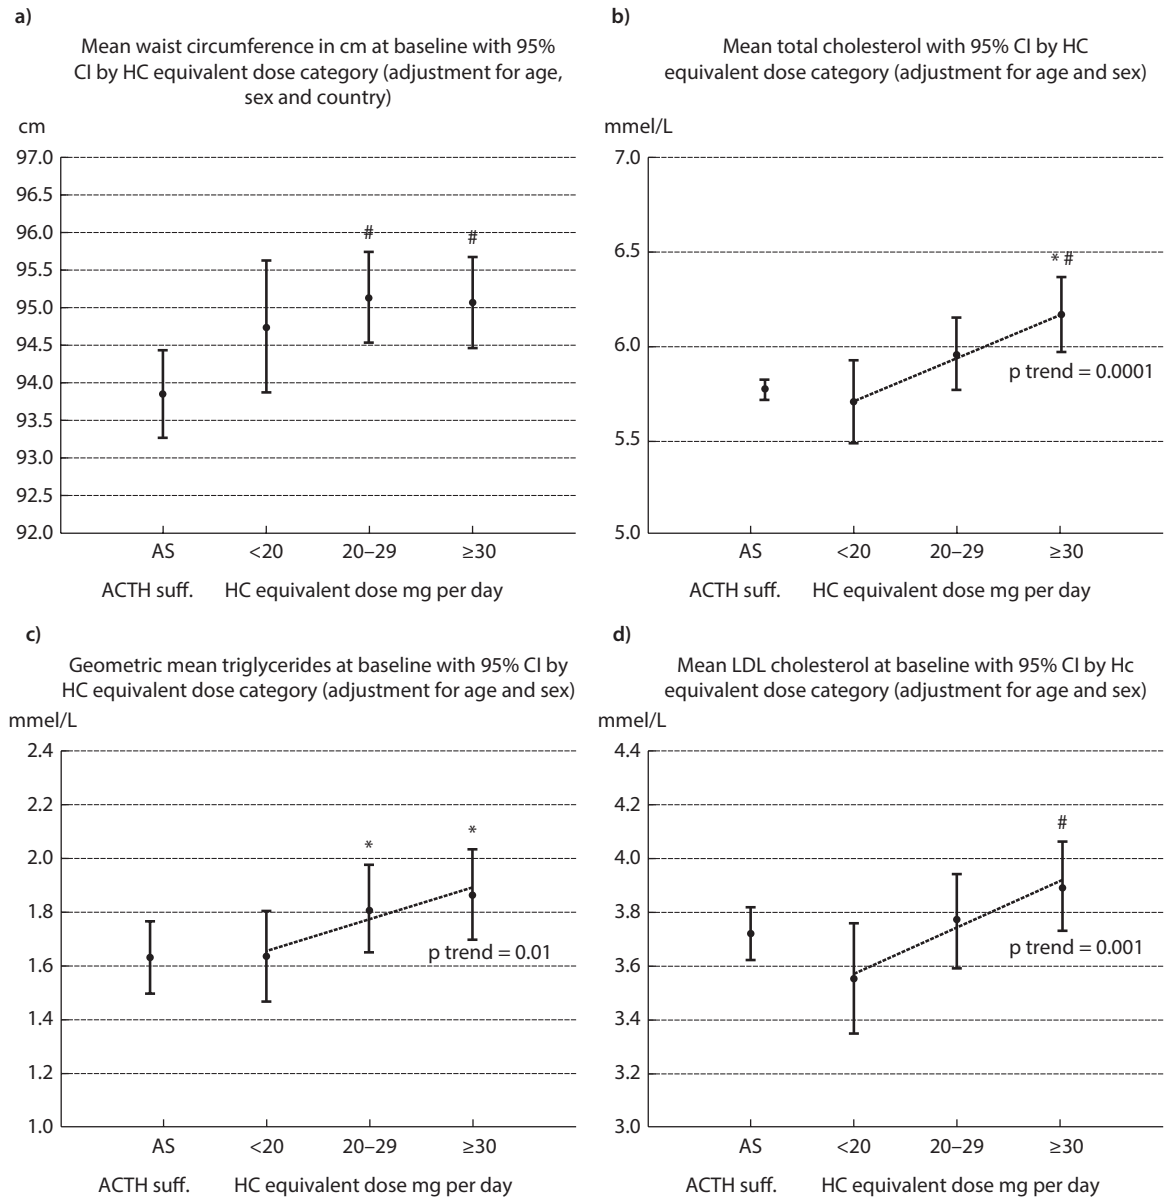 a)
Mean waist circumference in cm at baseline with 95%
CI by HC equivalent dose category (adjustment for age,
sex and country)
cm
97.0
96.5
96.0
95.5
95.0
94.5
94.0
93.5
93.0
92.5
92.0
#
#
AS
<20
20–29
≥30
ACTH suff.
HC equivalent dose mg per day
b)
Mean total cholesterol with 95% CI by HC
equivalent dose category (adjustment for age and sex)
mmel/L
7.0
6.5
6.0
5.5
5.0
* #
p trend = 0.0001
AS
<20
20–29
≥30
ACTH suff.
HC equivalent dose mg per day
c)
Geometric mean triglycerides at baseline with 95% CI by
HC equivalent dose category (adjustment for age and sex)
mmel/L
2.4
2.2
2.0
1.8
1.6
1.4
1.2
1.0
*
*
p trend = 0.01
AS
<20
20–29
≥30
ACTH suff.
HC equivalent dose mg per day
d)
Mean LDL cholesterol at baseline with 95% CI by Hc
equivalent dose category (adjustment for age and sex)
mmel/L
4.4
4.2
4.0
3.8
3.6
3.4
3.2
3.0
#
p trend = 0.001
AS
<20
20–29
≥30
ACTH suff.
HC equivalent dose mg per day